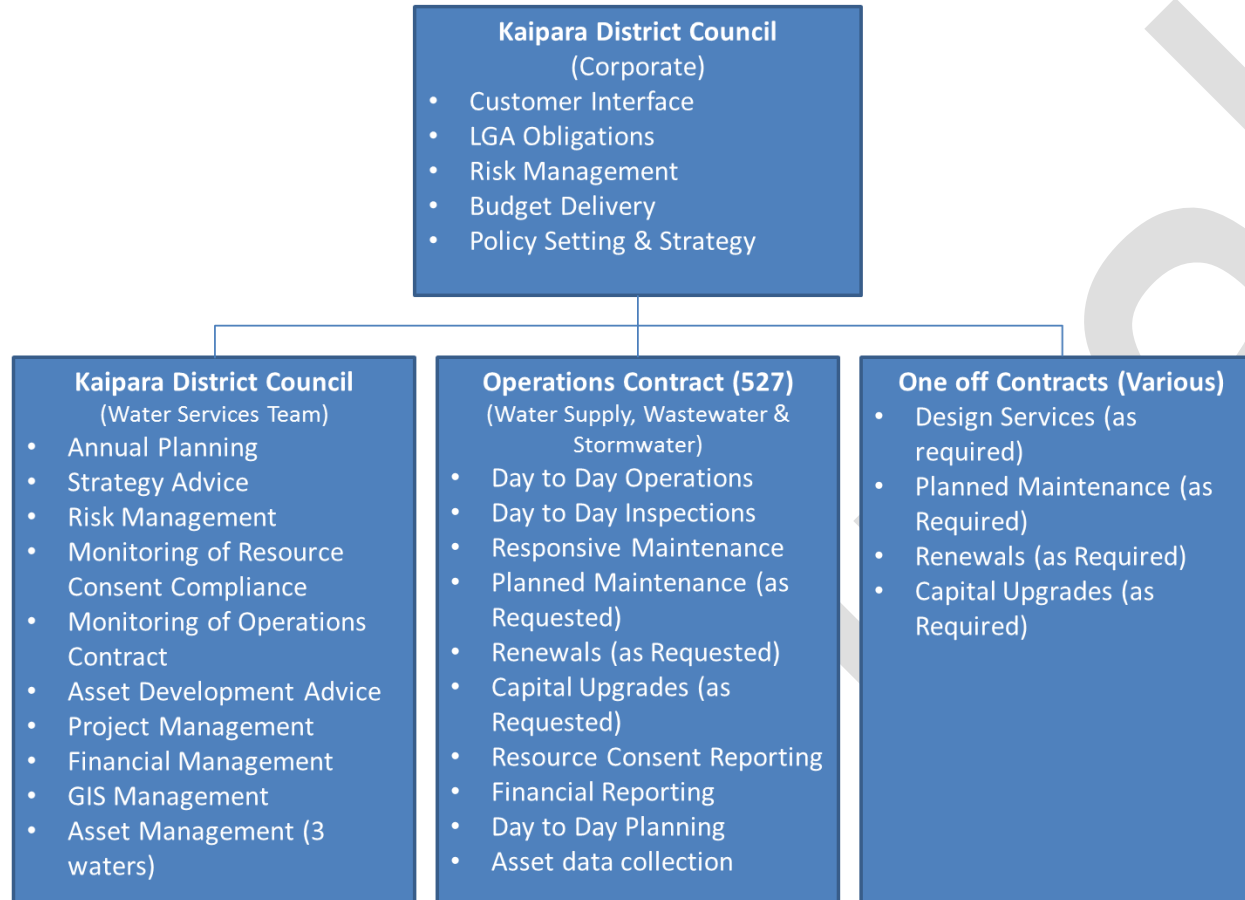 Kaipara District Council
(Corporate)
• Customer Interface
• LGA Obligations
• Risk Management
• Budget Delivery
• Policy Setting & Strategy
Kaipara District Council
(Water Services Team)
• Annual Planning
• Strategy Advice
• Risk Management
• Monitoring of Resource
Consent Compliance
• Monitoring of Operations
Contract
• Asset Development Advice
• Project Management
• Financial Management
• GIS Management
• Asset Management (3
waters)
Operations Contract (527)
(Water Supply, Wastewater &
Stormwater)
• Day to Day Operations
• Day to Day Inspections
• Responsive Maintenance
• Planned Maintenance (as
Requested)
• Renewals (as Requested)
• Capital Upgrades (as
Requested)
• Resource Consent Reporting
• Financial Reporting
• Day to Day Planning
• Asset data collection
One off Contracts (Various)
• Design Services (as
required)
• Planned Maintenance (as
Required)
• Renewals (as Required)
• Capital Upgrades (as
Required)